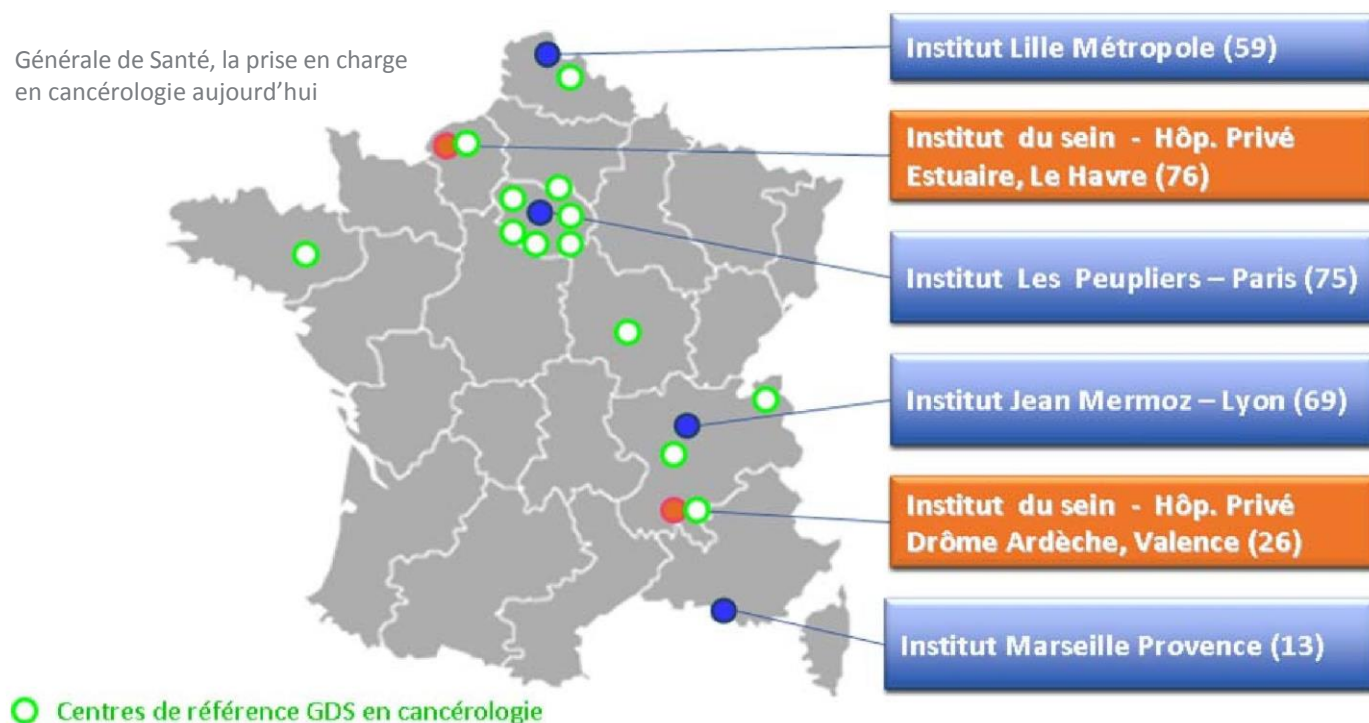 Générale de Santé, la prise en charge
en cancérologie aujourd’hui
Institut Lille Métropole (59)
Institut du sein - Hôp. Privé
Estuaire, Le Havre (76)
Institut Les Peupliers – Paris (75)
Institut Jean Mermoz – Lyon (69)
Institut du sein - Hôp. Privé
Drôme Ardèche, Valence (26)
Institut Marseille Provence (13)
Centres de référence GDS en cancérologie